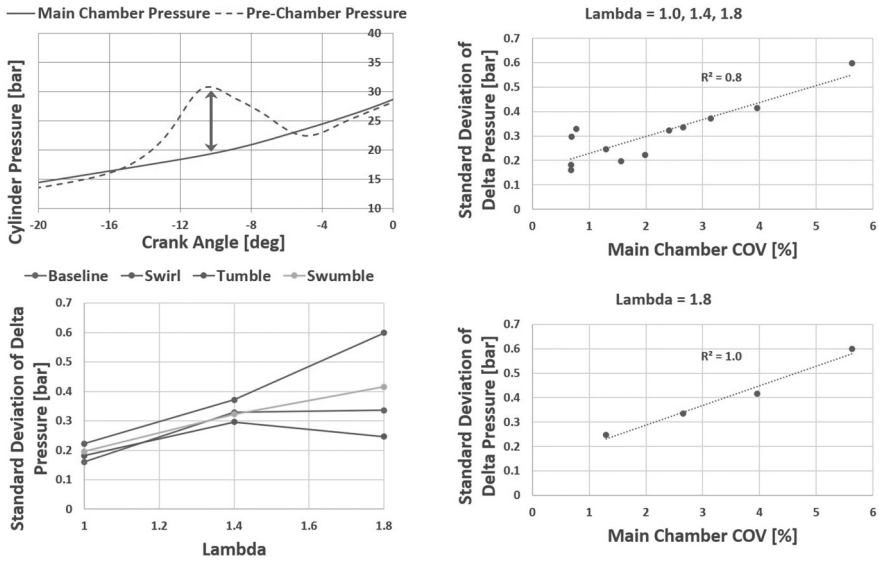 Main Chamber Pressure Pre-Chamber Pressure
Cylinder Pressure [bar]
40
35
30
25
20
15
10
-20 -16 -12 -8 -4 0
Crank Angle [deg]
Lambda = 1.0, 1.4, 1.8
Standard Deviation of
Delta Pressure [bar]
0.7
0.6
0.5
0.4
0.3
0.2
0.1
0
R² = 0.8
0 1 2 3 4 5 6
Main Chamber COV [%]
Baseline Swirl Tumble Swumble
Standard Deviation of Delta
Pressure [bar]
0.7
0.6
0.5
0.4
0.3
0.2
0.1
0
1 1.2 1.4 1.6 1.8
Lambda
Lambda = 1.8
Standard Deviation of
Delta Pressure [bar]
0.7
0.6
0.5
0.4
0.3
0.2
0.1
0
R² = 1.0
0 1 2 3 4 5 6
Main Chamber COV [%]